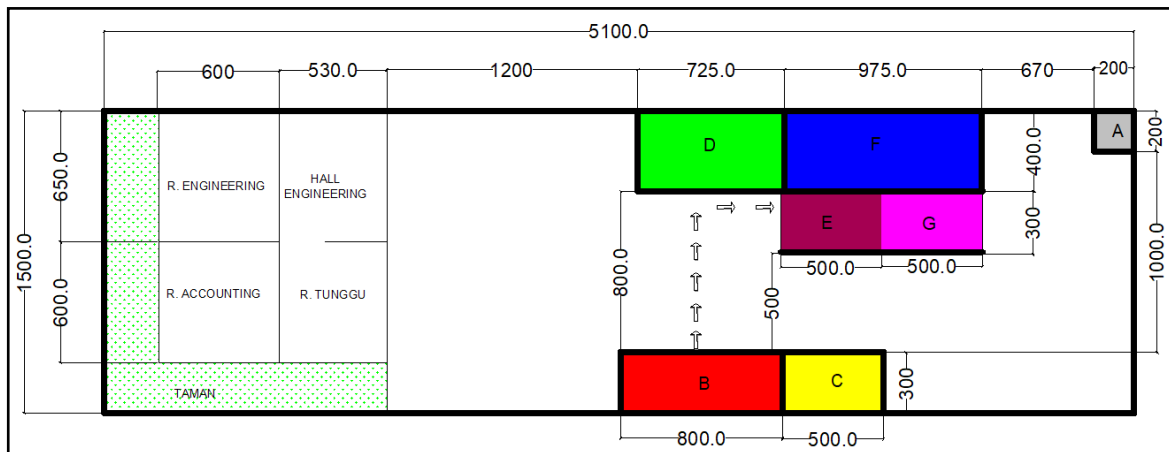 5100.0
600
530.0
1200
725.0
975.0
670
200
A
200
D
F
400.0
650.0
R. ENGINEERING
HALL
ENGINEERING
E
G
300
1500.0
500.0
500.0
1000.0
800.0
500
600.0
R. ACCOUNTING
R. TUNGGU
B
C
300
TAMAN
800.0
500.0